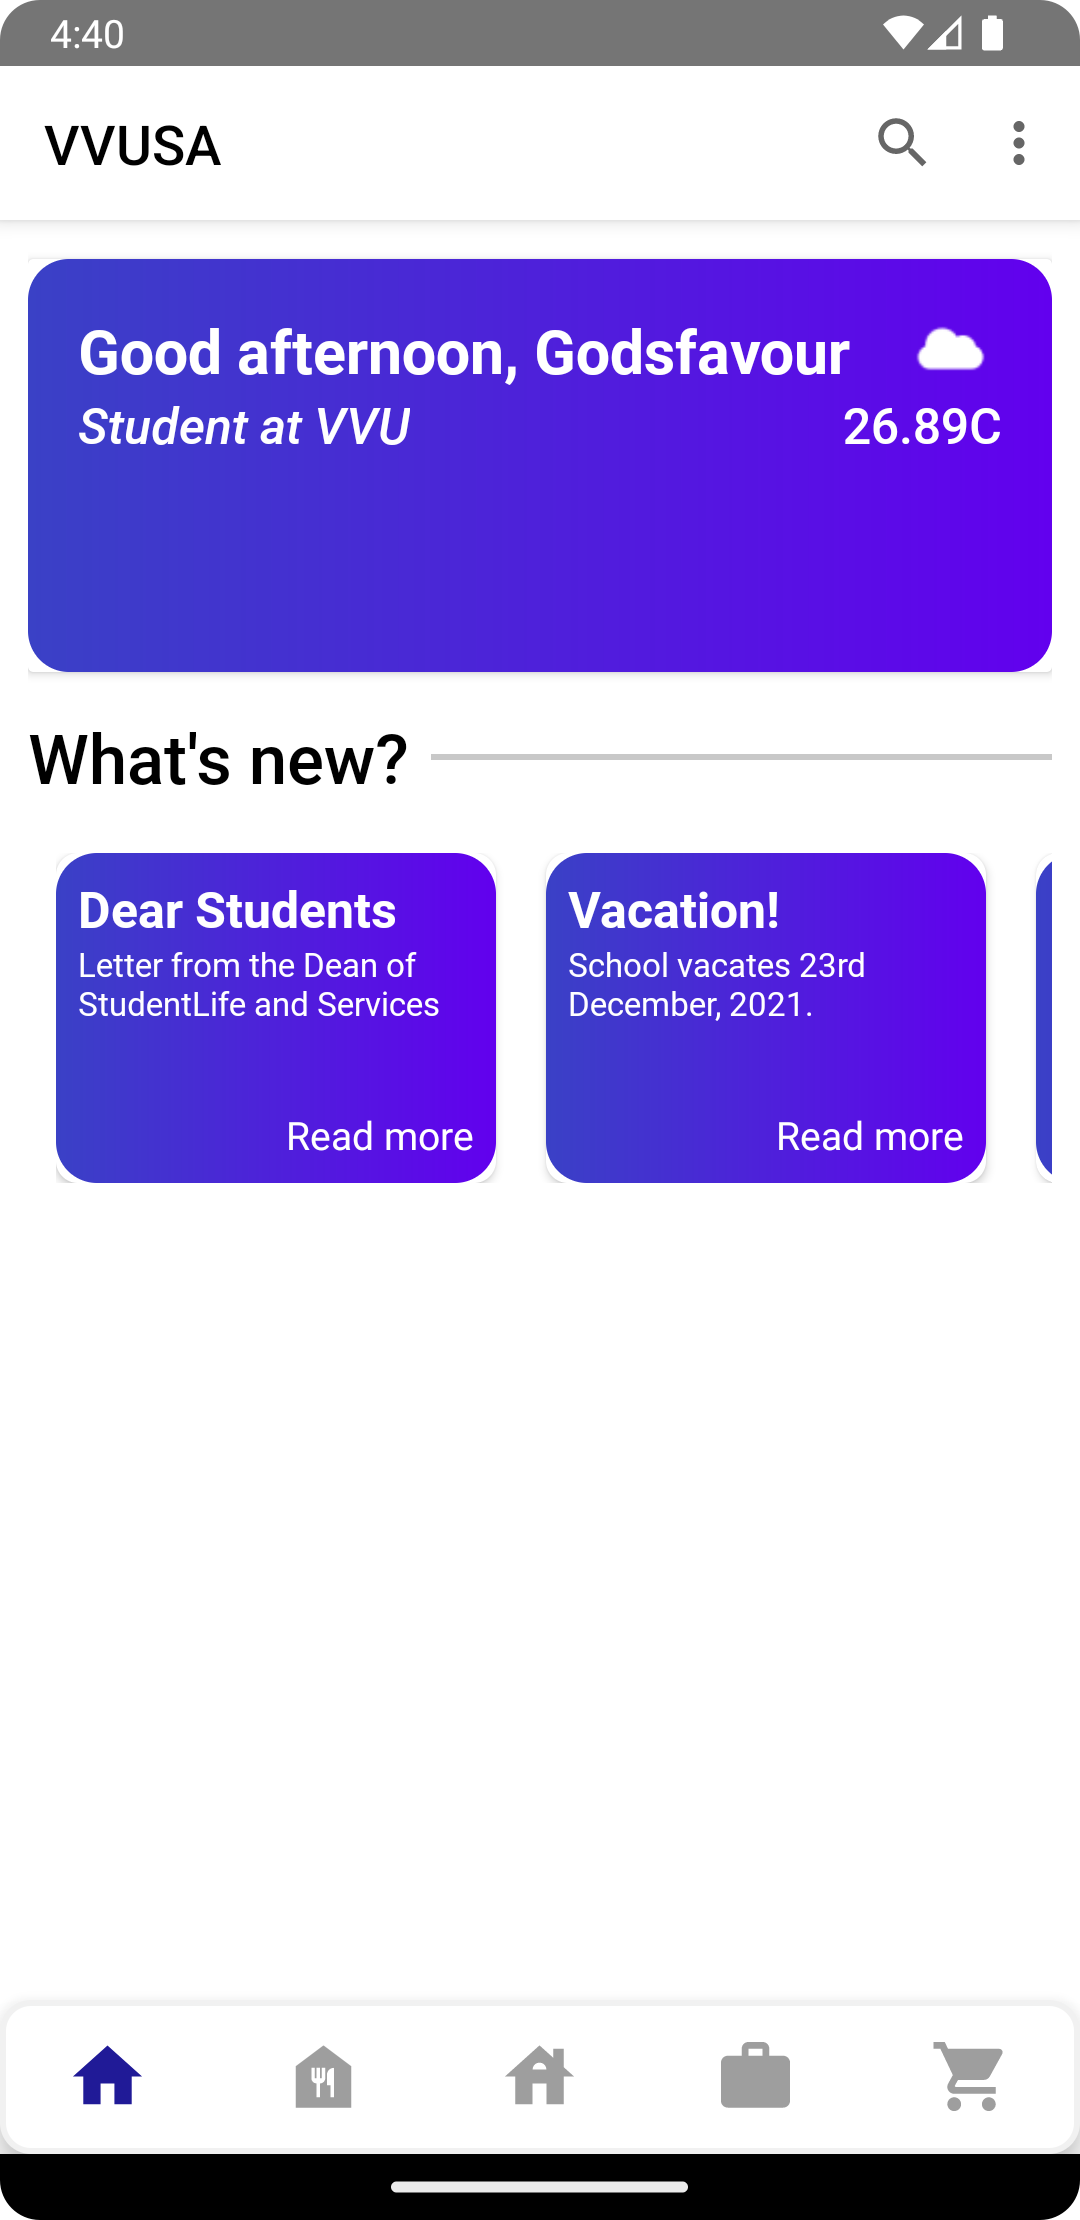 4:40
VVUSA
Good afternoon, Godsfavour
Student at VVU
26.89C
What's new?
Dear Students
Letter from the Dean of
StudentLife and Services
Read more
Vacation!
School vacates 23rd
December, 2021.
Read more